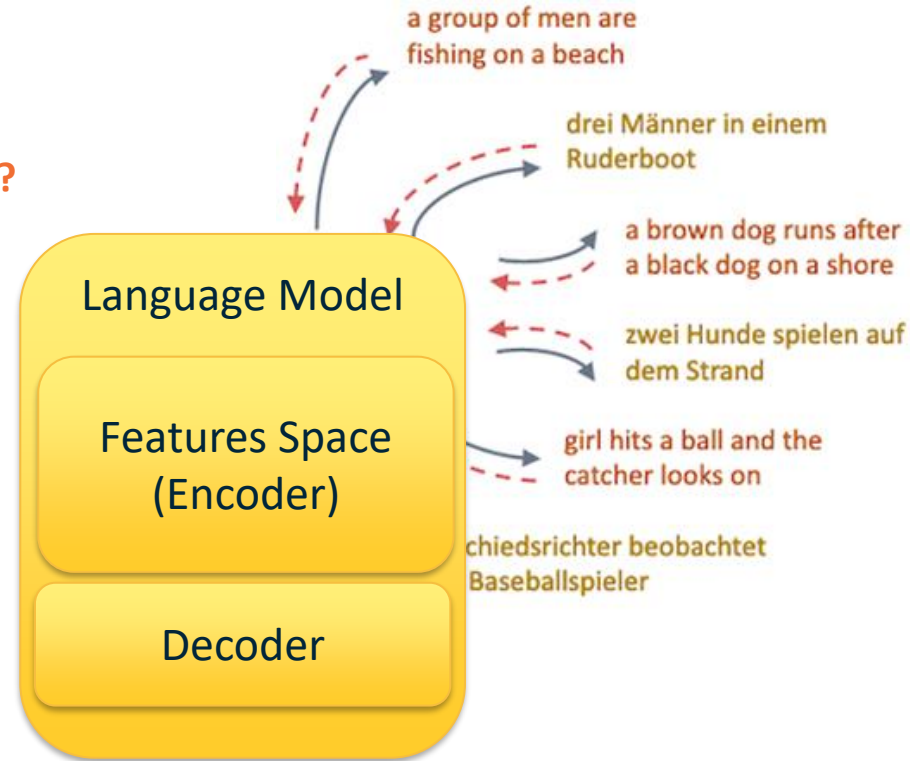 a group of men are
fishing on a beach
drei Männer in einem
Ruderboot
?
a brown dog runs after
a black dog on a shore
Language Model
zwei Hunde spielen auf
dem Strand
Features Space
(Encoder)
girl hits a ball and the
catcher looks on
chiedsrichter beobachtet
Baseballspieler
Decoder